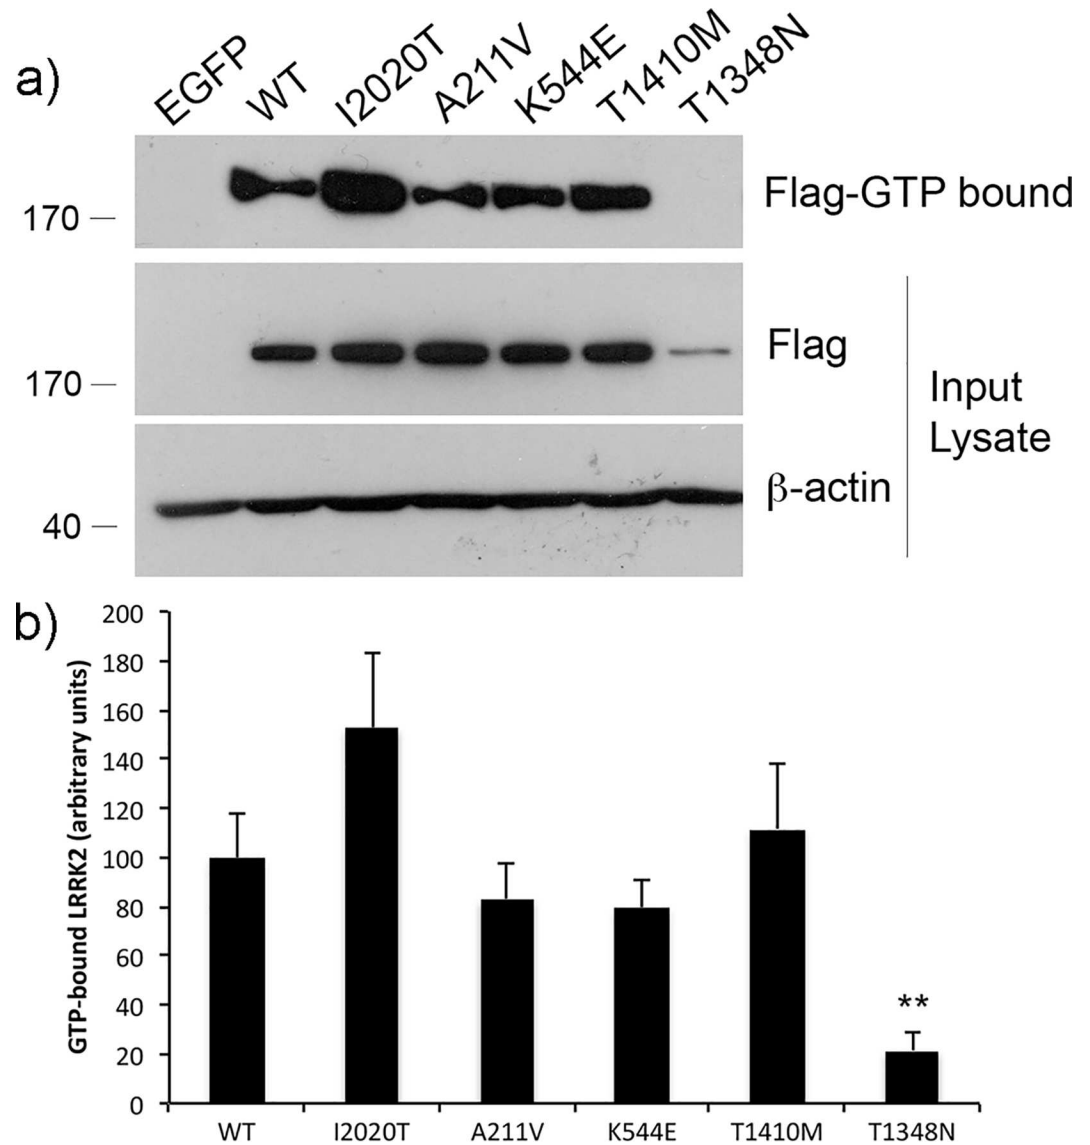 a)
EGFP
WT
I2020T
A211V
K544E
T1410M
T1348N
170
Flag-GTP bound
170
Flag
40
β-actin
Input
Lysate
b)
GTP-bound LRRK2 (arbitrary units)
200
180
160
140
120
100
80
60
40
20
0
**
WT
I2020T
A211V
K544E
T1410M
T1348N